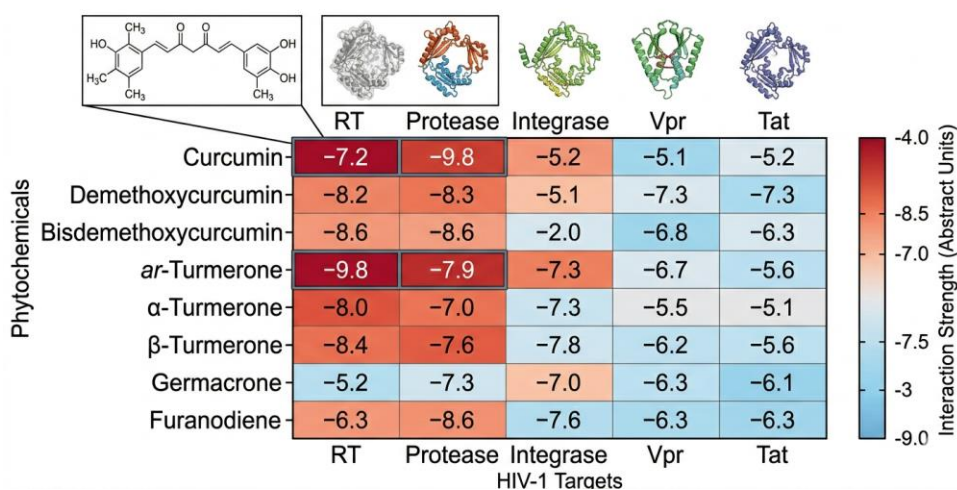 CH₃
O
O
HO
OH
OH
H₃C
CH₃
CH₃
RT Protease Integrase Vpr Tat
Phytochemicals
Curcumin −7.2 −9.8 −5.2 −5.1 −5.2
Demethoxycurcumin −8.2 −8.3 −5.1 −7.3 −7.3
Bisdemethoxycurcumin −8.6 −8.6 −2.0 −6.8 −6.3
ar-Turmerone −9.8 −7.9 −7.3 −6.7 −5.6
α-Turmerone −8.0 −7.0 −7.3 −5.5 −5.1
β-Turmerone −8.4 −7.6 −7.8 −6.2 −5.6
Germacrone −5.2 −7.3 −7.0 −6.3 −6.1
Furanodiene −6.3 −8.6 −7.6 −6.3 −6.3
RT Protease Integrase Vpr Tat
HIV-1 Targets
-4.0
-8.5
-7.0
-7.5
-3
-9.0
Interaction Strength (Abstract Units)